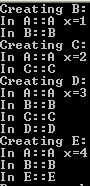 Creating B:
In A::A x=1
In B::B
Creating C:
In A::A x=2
In C::C
Creating D:
In A::A x=3
In B::B
In C::C
In D::D
Creating E:
In A::A x=4
In B::B
In E::E